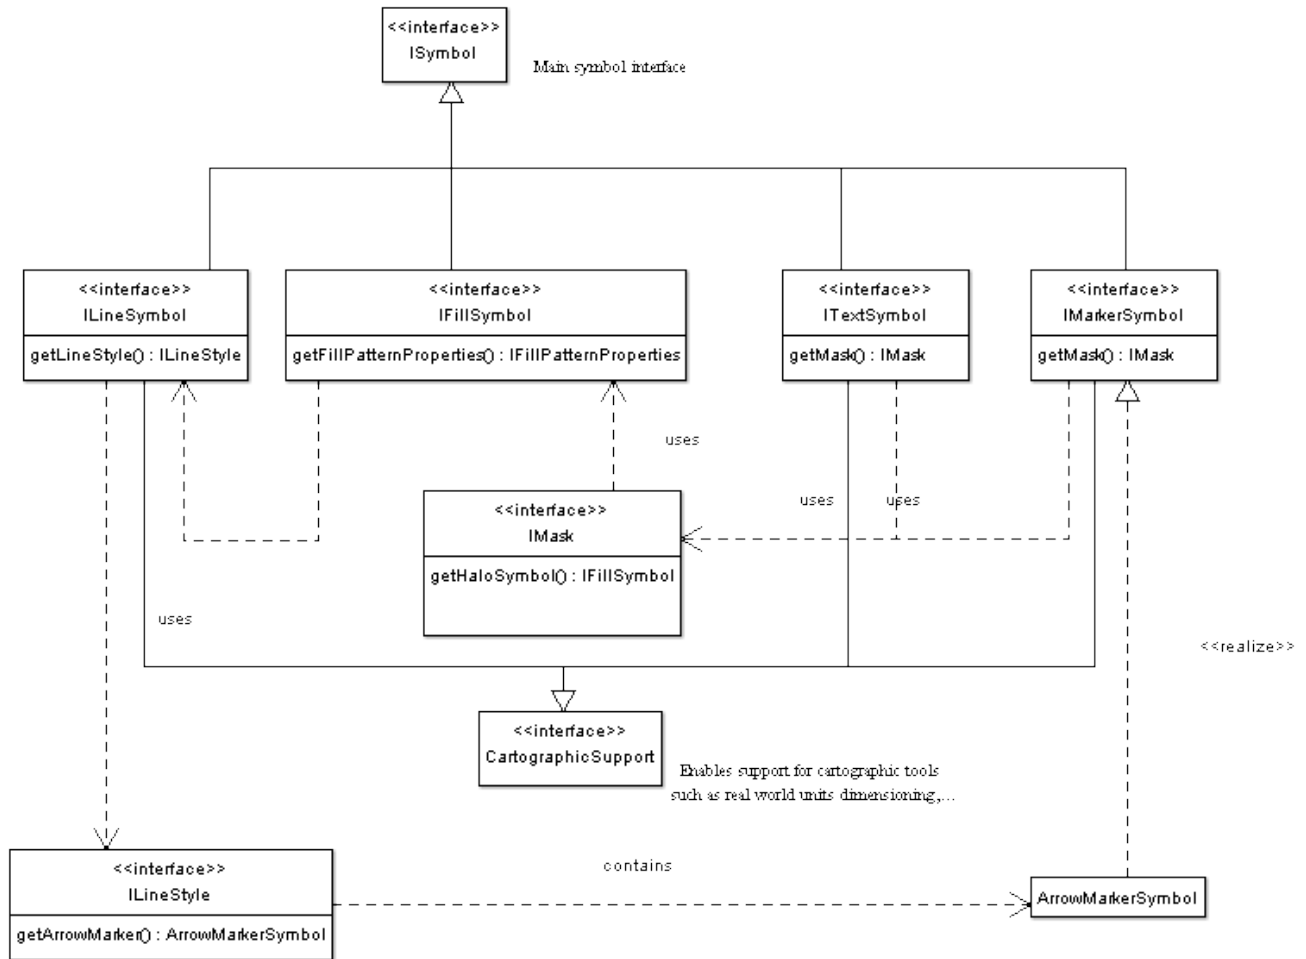 <<interface>>
ISymbol
Main symbol interface
<<interface>>
ILineSymbol
getLineStyle() : ILineStyle
<<interface>>
IFillSymbol
getFillPatternProperties() : IFillPatternProperties
<<interface>>
ITextSymbol
getMask() : IMask
<<interface>>
IMarkerSymbol
getMask() : IMask
uses
<<interface>>
IMask
getHaloSymbol() : IFillSymbol
uses
uses
uses
<<realize>>
<<interface>>
CartographicSupport
Enables support for cartographic tools
such as real world units dimensioning,...
<<interface>>
ILineStyle
getArrowMarker() : ArrowMarkerSymbol
contains
ArrowMarkerSymbol